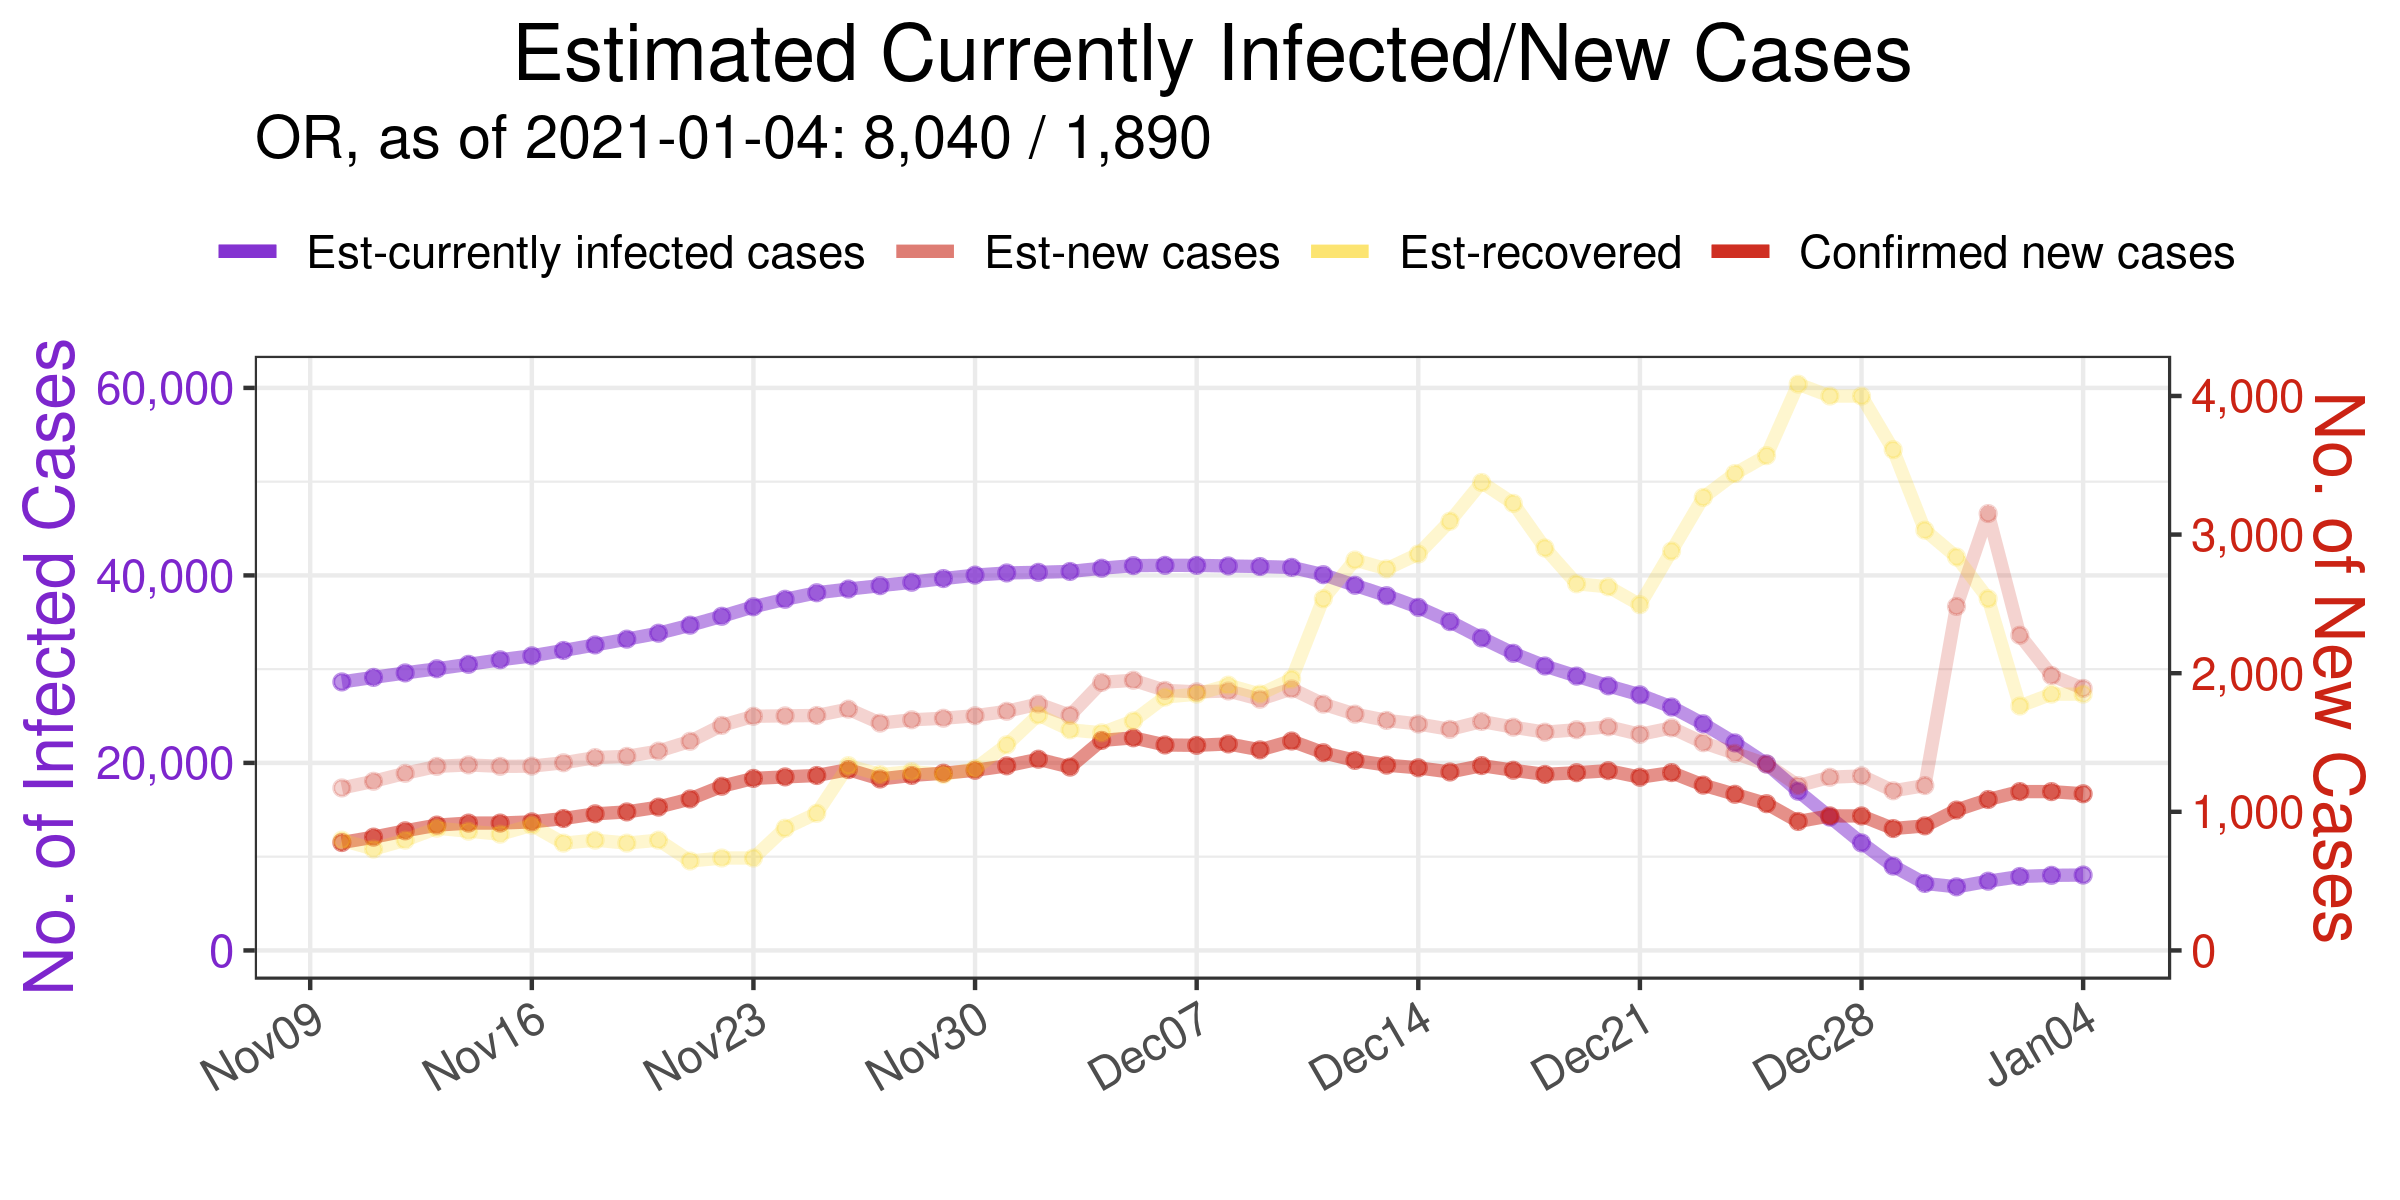 Estimated Currently Infected/New Cases
OR, as of 2021-01-04: 8,040 / 1,890
Est-currently infected cases Est-new cases Est-recovered Confirmed new cases
No. of Infected Cases
60,000
40,000
20,000
0
4,000
3,000
2,000
1,000
0
No. of New Cases
Nov09 Nov16 Nov23 Nov30 Dec07 Dec14 Dec21 Dec28 Jan04